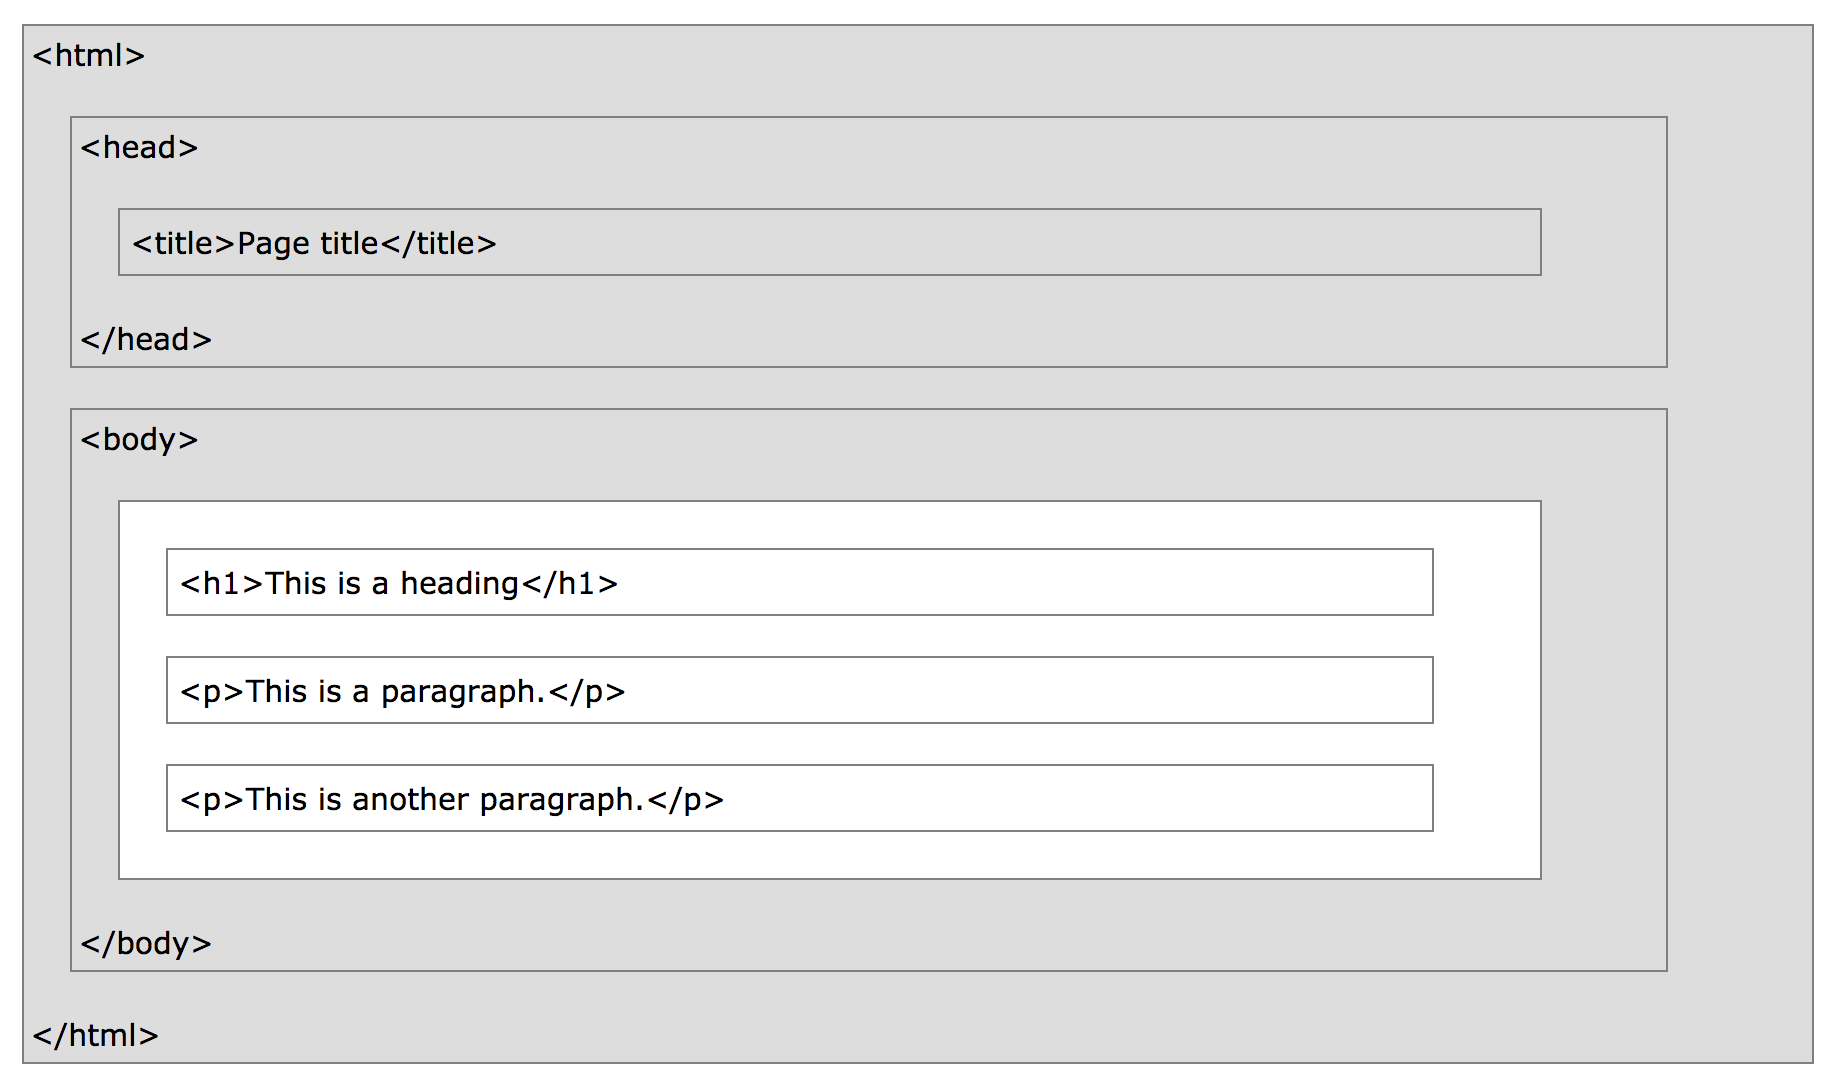 <html>
<head>
<title>Page title</title>
</head>
<body>
<h1>This is a heading</h1>
<p>This is a paragraph.</p>
<p>This is another paragraph.</p>
</body>
</html>